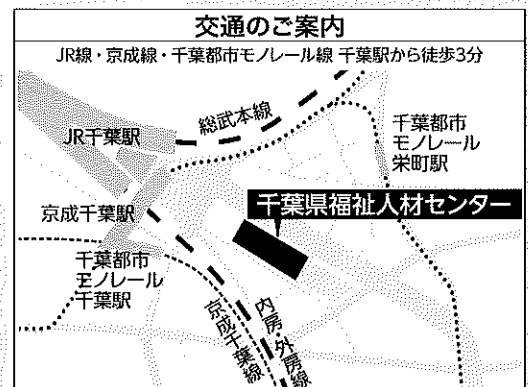 交通のご案内
JR線・京成線・千葉都市モノレール線 千葉駅から徒歩3分
総武本線
JR千葉駅
千葉都市
モノレール
栄町駅
千葉県福祉人材センター
京成千葉駅
千葉都市
モノレール
千葉駅
京成千葉線
内房・外房線